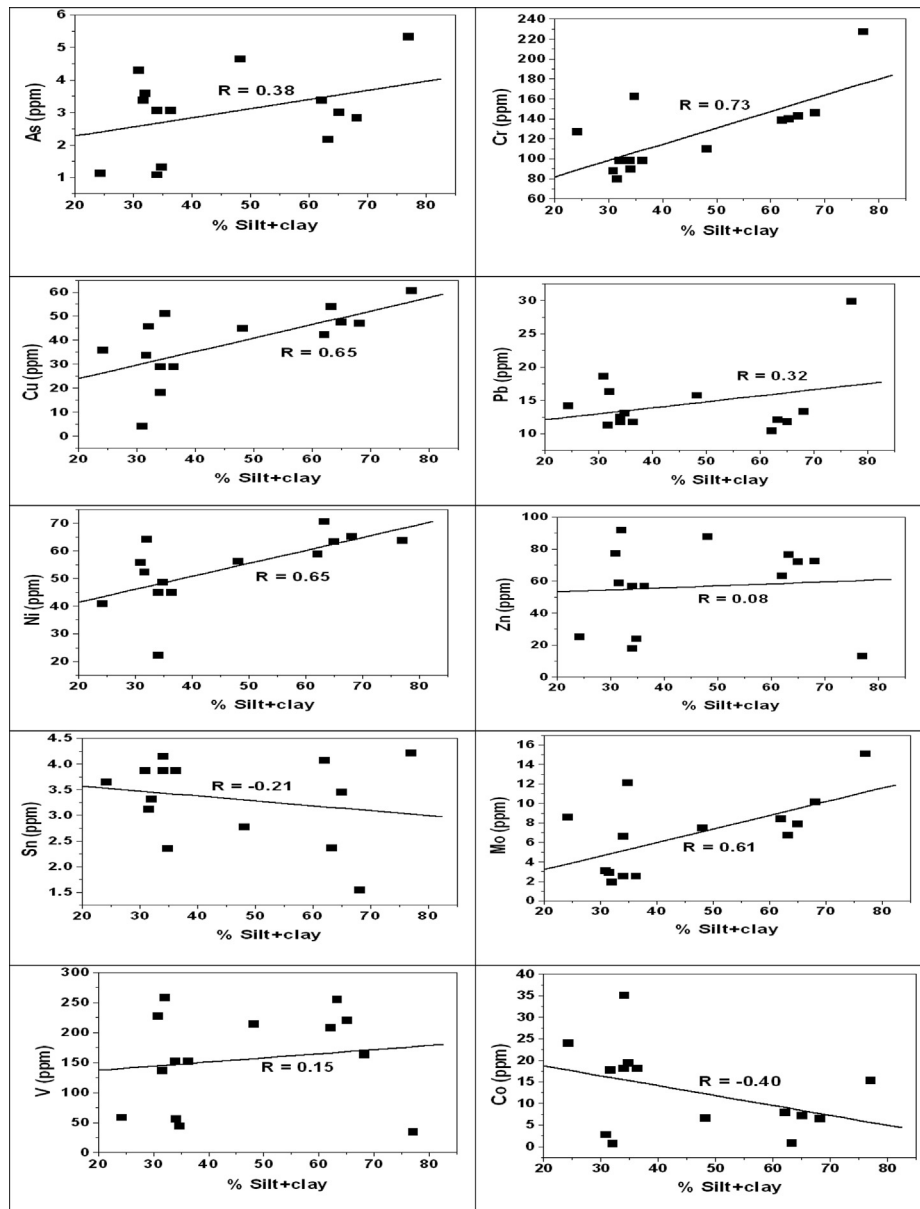 6
5
4
3
2
1
As (ppm)
R = 0.38
20 30 40 50 60 70 80
% Silt+clay
240
220
200
180
160
140
120
100
80
60
Cr (ppm)
R = 0.73
20 30 40 50 60 70 80
% Silt+clay
60
50
40
30
20
10
0
Cu (ppm)
R = 0.65
20 30 40 50 60 70 80
% Silt+clay
30
25
20
15
10
Pb (ppm)
R = 0.32
20 30 40 50 60 70 80
% Silt+clay
70
60
50
40
30
20
Ni (ppm)
R = 0.65
20 30 40 50 60 70 80
% Silt+clay
100
80
60
40
20
0
Zn (ppm)
R = 0.08
20 30 40 50 60 70 80
% Silt+clay
4.5
4.0
3.5
3.0
2.5
2.0
1.5
Sn (ppm)
R = -0.21
20 30 40 50 60 70 80
% Silt+clay
16
14
12
10
8
6
4
2
0
Mo (ppm)
R = 0.61
20 30 40 50 60 70 80
% Silt+clay
300
250
200
150
100
50
0
V (ppm)
R = 0.15
20 30 40 50 60 70 80
% Silt+clay
40
35
30
25
20
15
10
5
0
Co (ppm)
R = -0.40
20 30 40 50 60 70 80
% Silt+clay